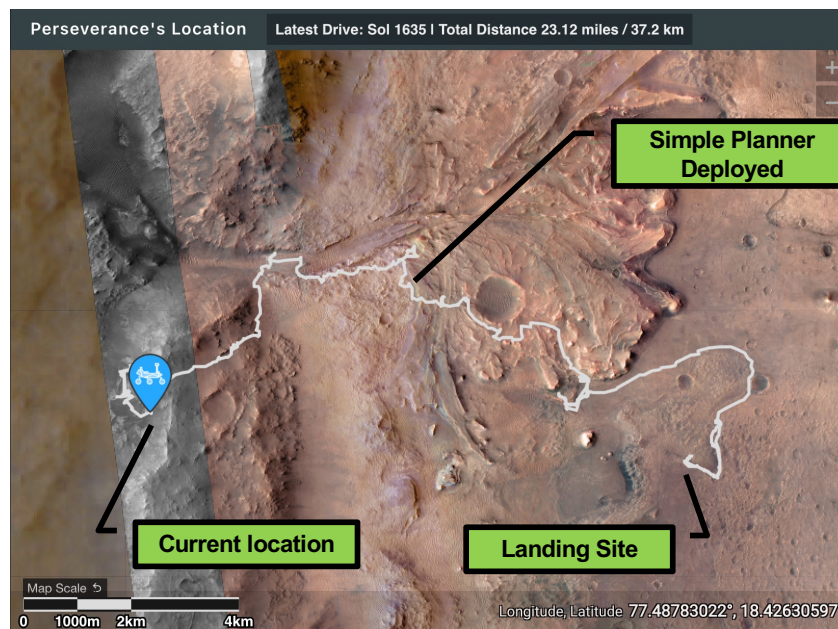 Perseverance's Location
Latest Drive: Sol 1635 | Total Distance 23.12 miles / 37.2 km
+
−
Simple Planner
Deployed
Current location
Landing Site
Map Scale
0 1000m 2km 4km
Longitude, Latitude 77.48783022°, 18.42630597